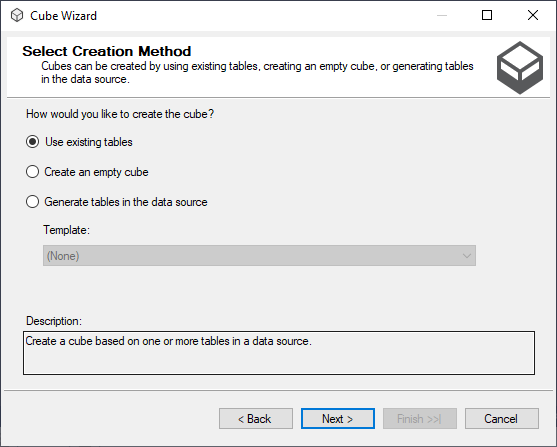 Cube Wizard
Select Creation Method
Cubes can be created by using existing tables, creating an empty cube, or generating tables
in the data source.
How would you like to create the cube?
Use existing tables
Create an empty cube
Generate tables in the data source
Template:
(None)
Description:
Create a cube based on one or more tables in a data source.
< Back
Next >
Finish >>|
Cancel